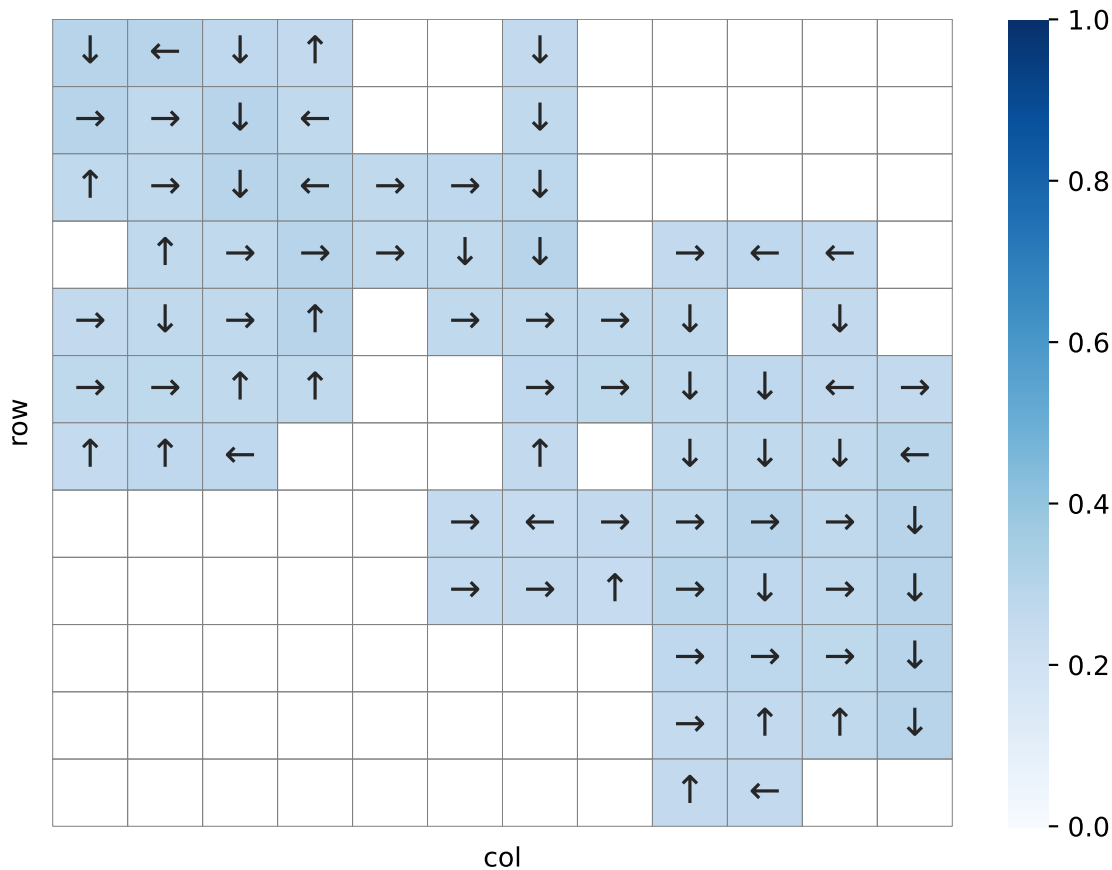 ↓ ← ↓ ↑ ↓
→ → ↓ ← ↓
↑ → ↓ ← → → ↓
↑ → → → ↓ ↓ → ← ←
→ ↓ → ↑ → → → ↓ ↓
→ → ↑ ↑ → → ↓ ↓ ← →
↑ ↑ ← ↑ ↓ ↓ ↓ ←
→ ← → → → → ↓
→ → ↑ → ↓ → ↓
→ → → ↓
→ ↑ ↑ ↓
↑ ←
row
col
1.0
0.8
0.6
0.4
0.2
0.0